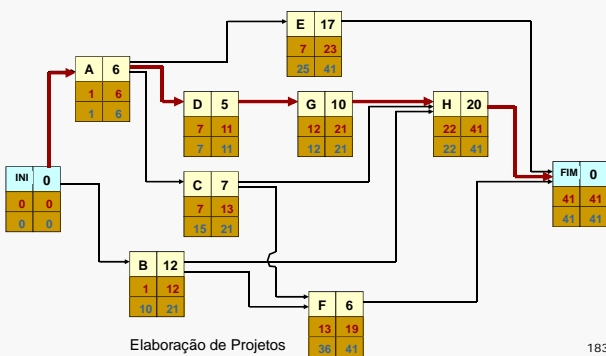 E 17
7 23
25 41
A 6
1 6
1 6
D 5
7 11
7 11
G 10
12 21
12 21
H 20
22 41
22 41
INI 0
0 0
0 0
C 7
7 13
15 21
FIM 0
41 41
41 41
B 12
1 12
10 21
F 6
13 19
36 41
Elaboração de Projetos
183